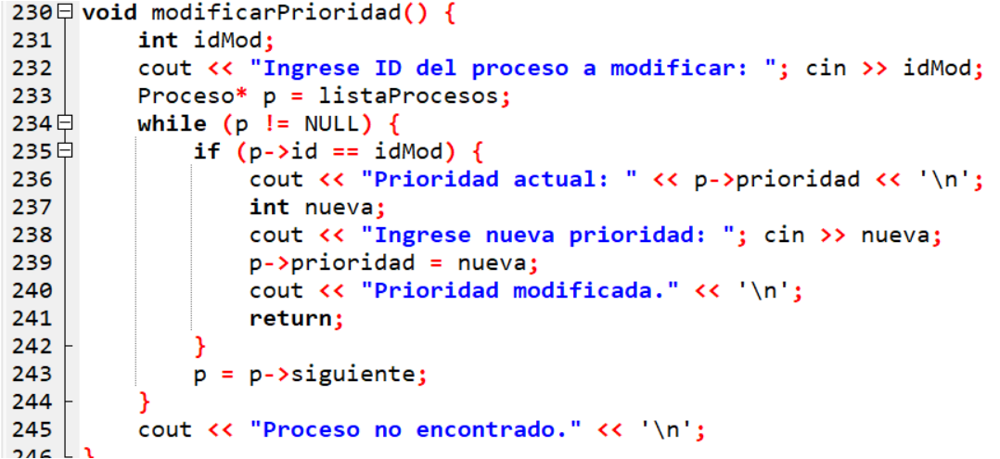 230 void modificarPrioridad() {
231     int idMod;
232     cout << "Ingrese ID del proceso a modificar: "; cin >> idMod;
233     Proceso* p = listaProcesos;
234     while (p != NULL) {
235         if (p->id == idMod) {
236             cout << "Prioridad actual: " << p->prioridad << '\n';
237             int nueva;
238             cout << "Ingrese nueva prioridad: "; cin >> nueva;
239             p->prioridad = nueva;
240             cout << "Prioridad modificada." << '\n';
241             return;
242         }
243         p = p->siguiente;
244     }
245     cout << "Proceso no encontrado." << '\n';
246 }